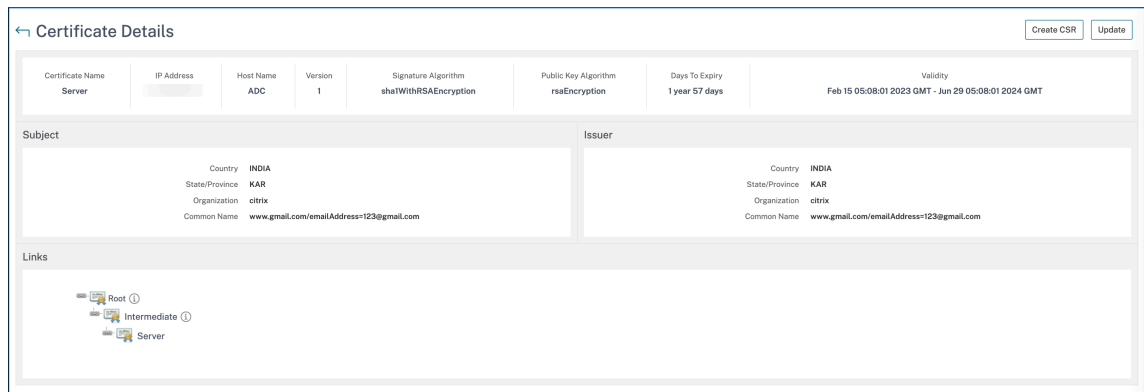 Certificate Details
Create CSR
Update
Certificate Name
Server
IP Address
Host Name
ADC
Version
1
Signature Algorithm
sha1WithRSAEncryption
Public Key Algorithm
rsaEncryption
Days To Expiry
1 year 57 days
Validity
Feb 15 05:08:01 2023 GMT - Jun 29 05:08:01 2024 GMT
Subject
Country INDIA
State/Province KAR
Organization citrix
Common Name www.gmail.com/emailAddress=123@gmail.com
Issuer
Country INDIA
State/Province KAR
Organization citrix
Common Name www.gmail.com/emailAddress=123@gmail.com
Links
Root
Intermediate
Server